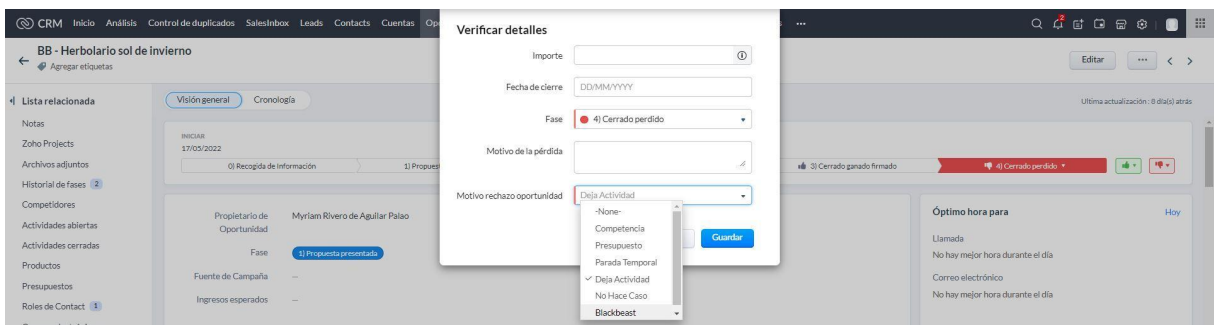 CRM Inicio Análisis Control de duplicados SalesInbox Leads Contacts Cuentas Op ...
BB - Herbolario sol de invierno
Agregar etiquetas
Editar ...
Lista relacionada
Notas
Zoho Projects
Archivos adjuntos
Historial de fases 2
Competidores
Actividades abiertas
Actividades cerradas
Productos
Presupuestos
Roles de Contact 1
Visión general Cronología
Ultima actualización : 8 día(s) atrás
INICIAR
17/05/2022
0) Recogida de Información 1) Propues 3) Cerrado ganado firmado 4) Cerrado perdido
Propietario de Oportunidad Myriam Rivero de Aguilar Palao
Fase 1) Propuesta presentada
Fuente de Campaña —
Ingresos esperados —
Verificar detalles
Importe
Fecha de cierre DD/MM/YYYY
Fase 4) Cerrado perdido
Motivo de la pérdida
Motivo rechazo oportunidad Deja Actividad
-None-
Competencia
Presupuesto
Parada Temporal
Deja Actividad
No Hace Caso
Blackbeast
Guardar
Óptimo hora para Hoy
Llamada
No hay mejor hora durante el día
Correo electrónico
No hay mejor hora durante el día